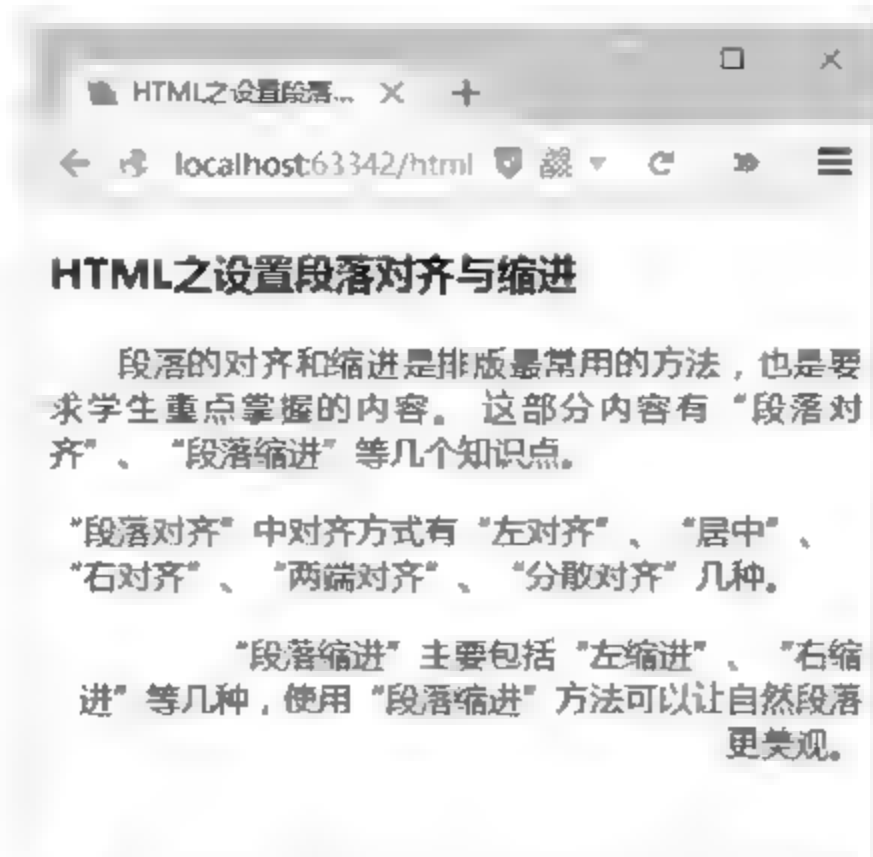 HTML之设置段落...
localhost:63342/html
HTML之设置段落对齐与缩进
段落的对齐和缩进是排版最常用的方法，也是要
求学生重点掌握的内容。 这部分内容有“段落对
齐”、 “段落缩进”等几个知识点。
“段落对齐”中对齐方式有“左对齐”、 “居中”、
“右对齐”、 “两端对齐”、 “分散对齐”几种。
“段落缩进”主要包括“左缩进”、 “右缩
进”等几种，使用“段落缩进”方法可以让自然段落
更美观。